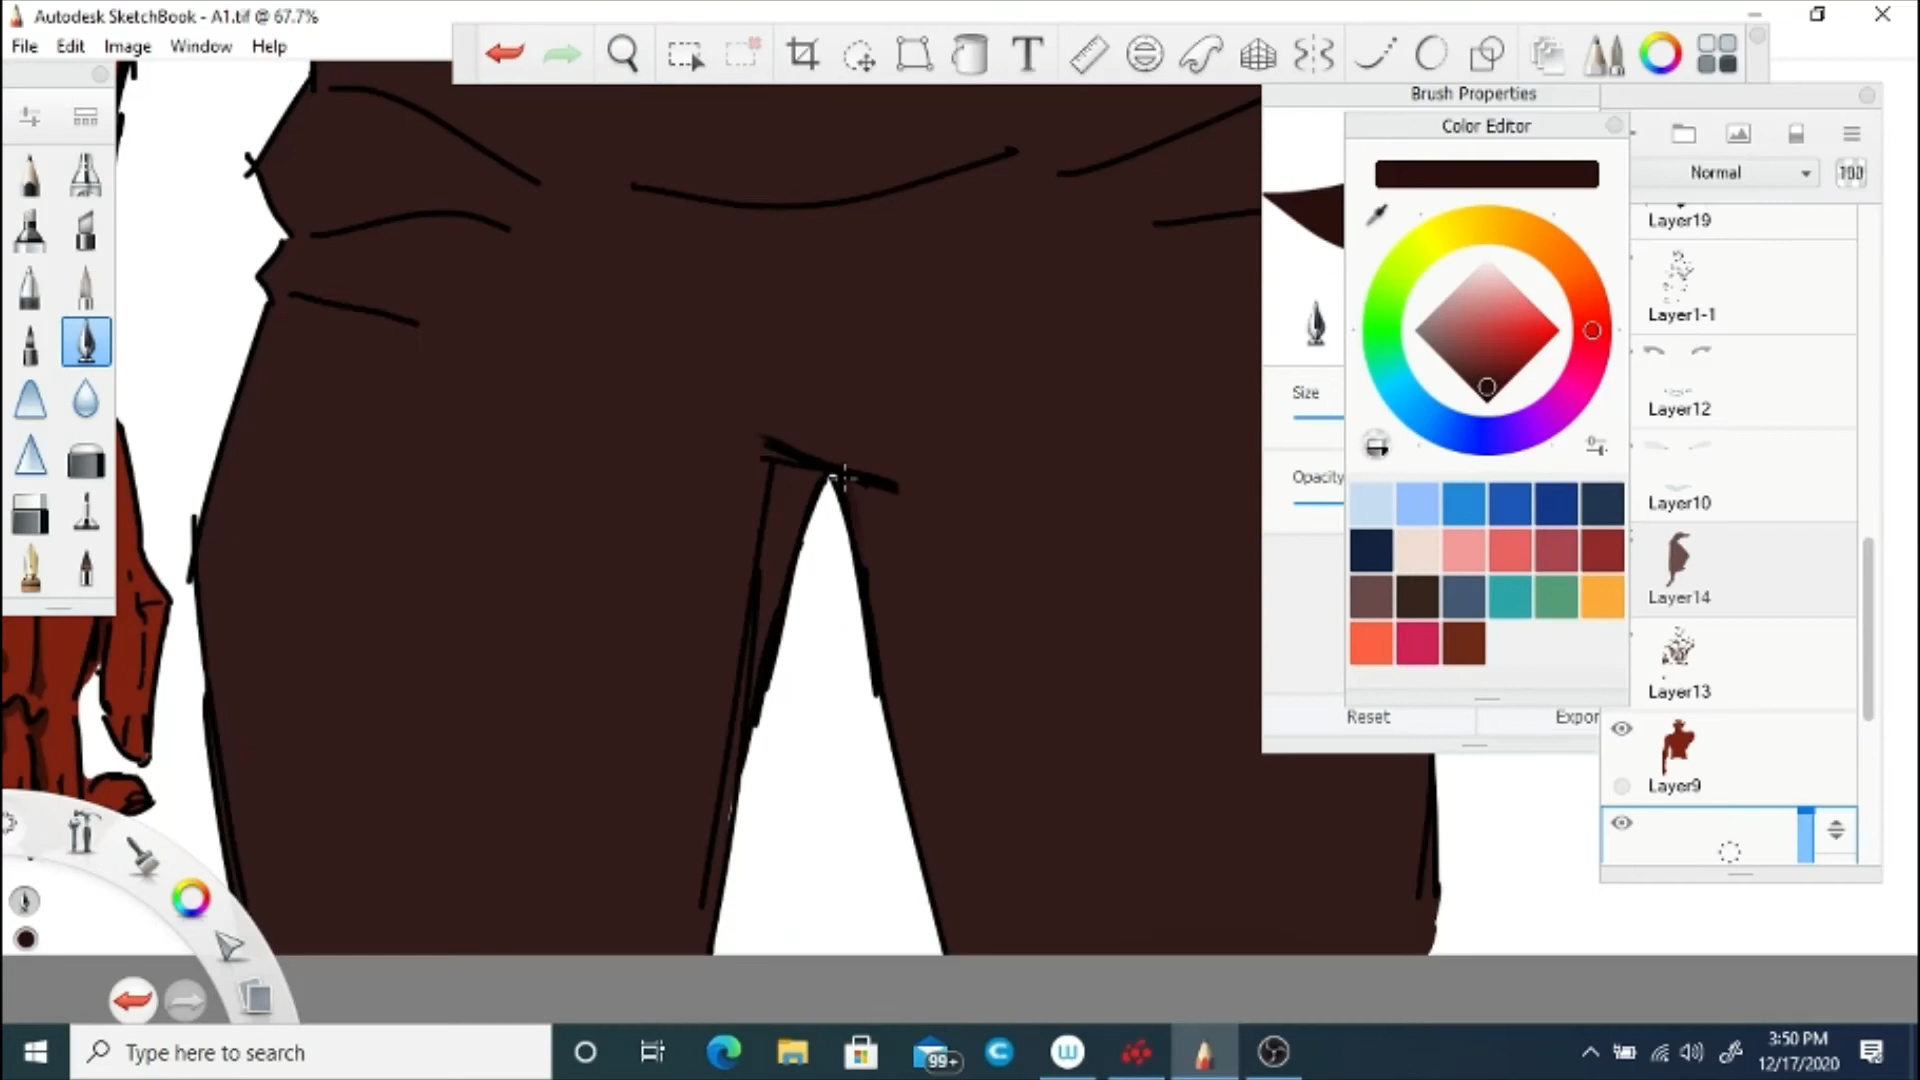 Autodesk SketchBook - A1.tif @ 67.7%
File Edit Image Window Help
T
Brush Properties
Color Editor
Normal
100
Layer19
Layer1-1
Size
Layer12
Opacity
Layer10
Layer14
Layer13
Reset
Expor
Layer9
Type here to search
99+
3:50 PM
12/17/2020